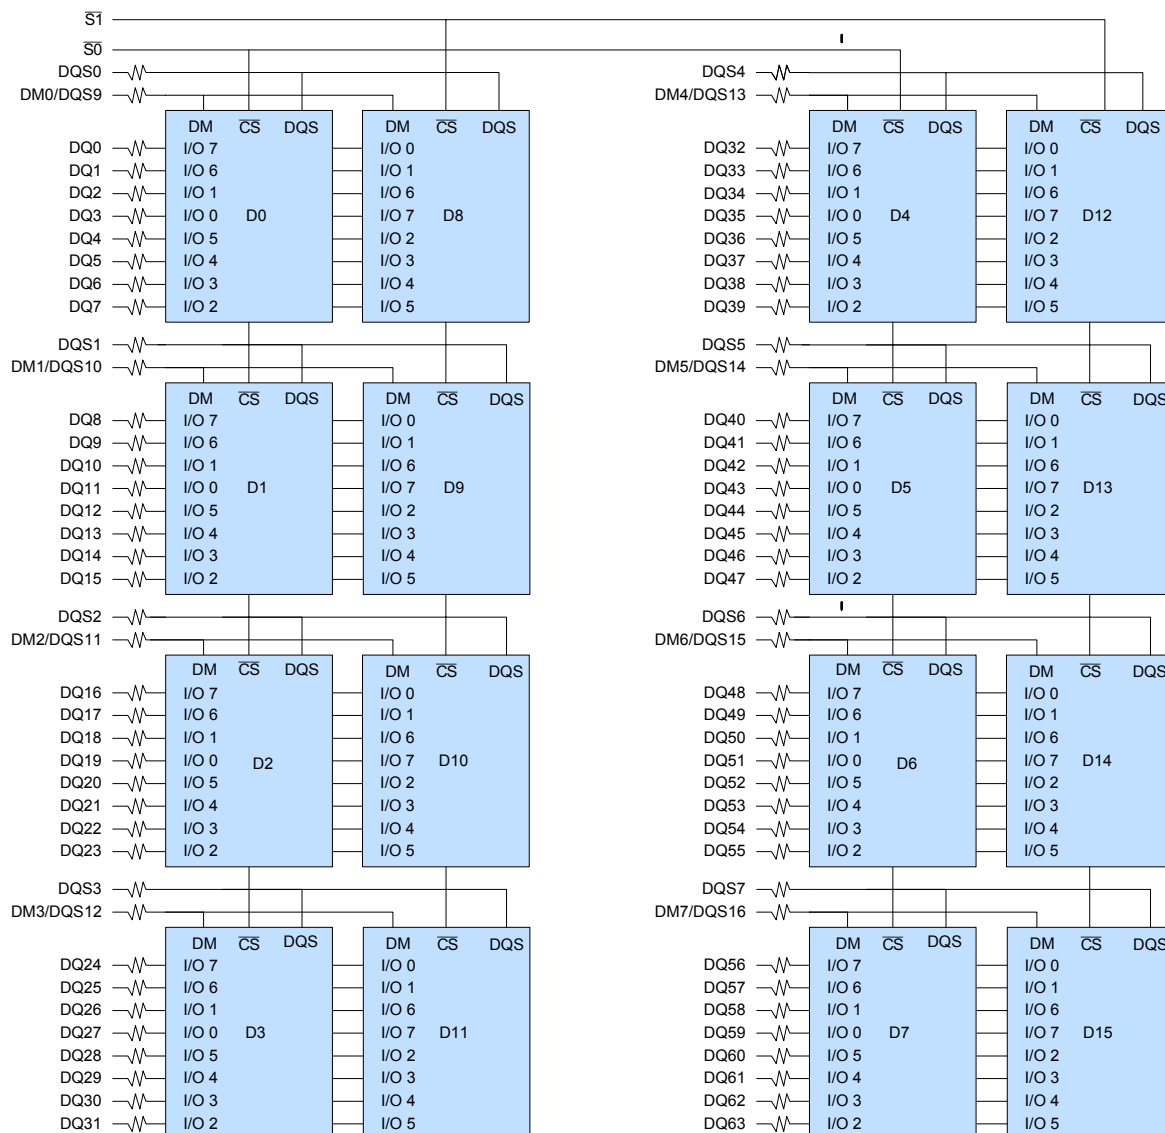 S1
S0
DQS0 DQS4
DM0/DQS9 DM4/DQS13
DM CS DQS DM CS DQS DM CS DQS DM CS DQS
DQ0 I/O 7 I/O 0 DQ32 I/O 7 I/O 0
DQ1 I/O 6 I/O 1 DQ33 I/O 6 I/O 1
DQ2 I/O 1 I/O 6 DQ34 I/O 1 I/O 6
DQ3 I/O 0 D0 I/O 7 D8 DQ35 I/O 0 D4 I/O 7 D12
DQ4 I/O 5 I/O 2 DQ36 I/O 5 I/O 2
DQ5 I/O 4 I/O 3 DQ37 I/O 4 I/O 3
DQ6 I/O 3 I/O 4 DQ38 I/O 3 I/O 4
DQ7 I/O 2 I/O 5 DQ39 I/O 2 I/O 5
DQS1 DQS5
DM1/DQS10 DM5/DQS14
DM CS DQS DM CS DQS DM CS DQS DM CS DQS
DQ8 I/O 7 I/O 0 DQ40 I/O 7 I/O 0
DQ9 I/O 6 I/O 1 DQ41 I/O 6 I/O 1
DQ10 I/O 1 I/O 6 DQ42 I/O 1 I/O 6
DQ11 I/O 0 D1 I/O 7 D9 DQ43 I/O 0 D5 I/O 7 D13
DQ12 I/O 5 I/O 2 DQ44 I/O 5 I/O 2
DQ13 I/O 4 I/O 3 DQ45 I/O 4 I/O 3
DQ14 I/O 3 I/O 4 DQ46 I/O 3 I/O 4
DQ15 I/O 2 I/O 5 DQ47 I/O 2 I/O 5
DQS2 DQS6
DM2/DQS11 DM6/DQS15
DM CS DQS DM CS DQS DM CS DQS DM CS DQS
DQ16 I/O 7 I/O 0 DQ48 I/O 7 I/O 0
DQ17 I/O 6 I/O 1 DQ49 I/O 6 I/O 1
DQ18 I/O 1 I/O 6 DQ50 I/O 1 I/O 6
DQ19 I/O 0 D2 I/O 7 D10 DQ51 I/O 0 D6 I/O 7 D14
DQ20 I/O 5 I/O 2 DQ52 I/O 5 I/O 2
DQ21 I/O 4 I/O 3 DQ53 I/O 4 I/O 3
DQ22 I/O 3 I/O 4 DQ54 I/O 3 I/O 4
DQ23 I/O 2 I/O 5 DQ55 I/O 2 I/O 5
DQS3 DQS7
DM3/DQS12 DM7/DQS16
DM CS DQS DM CS DQS DM CS DQS DM CS DQS
DQ24 I/O 7 I/O 0 DQ56 I/O 7 I/O 0
DQ25 I/O 6 I/O 1 DQ57 I/O 6 I/O 1
DQ26 I/O 1 I/O 6 DQ58 I/O 1 I/O 6
DQ27 I/O 0 D3 I/O 7 D11 DQ59 I/O 0 D7 I/O 7 D15
DQ28 I/O 5 I/O 2 DQ60 I/O 5 I/O 2
DQ29 I/O 4 I/O 3 DQ61 I/O 4 I/O 3
DQ30 I/O 3 I/O 4 DQ62 I/O 3 I/O 4
DQ31 I/O 2 I/O 5 DQ63 I/O 2 I/O 5